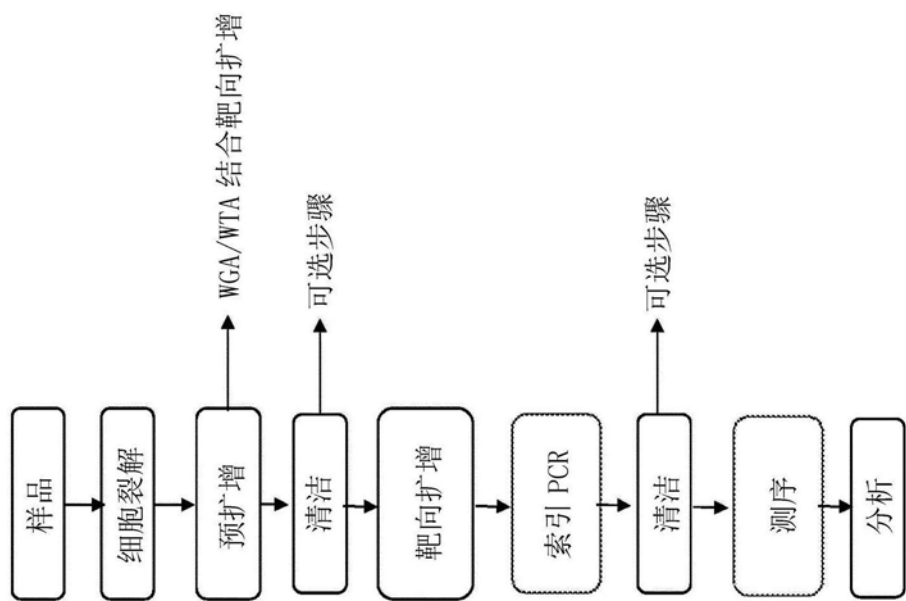 样品
细胞裂解
预扩增
WGA/WTA 结合靶向扩增
清洁
可选步骤
靶向扩增
索引 PCR
清洁
可选步骤
测序
分析